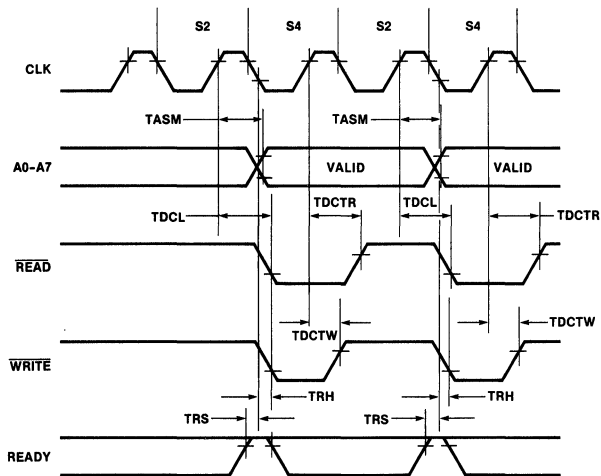 S2 S4 S2 S4
CLK
TASM TASM
A0–A7 VALID VALID
TDCL TDCTR TDCL TDCTR
READ
TDCTW TDCTW
WRITE
TRH TRH
TRS TRS
READY